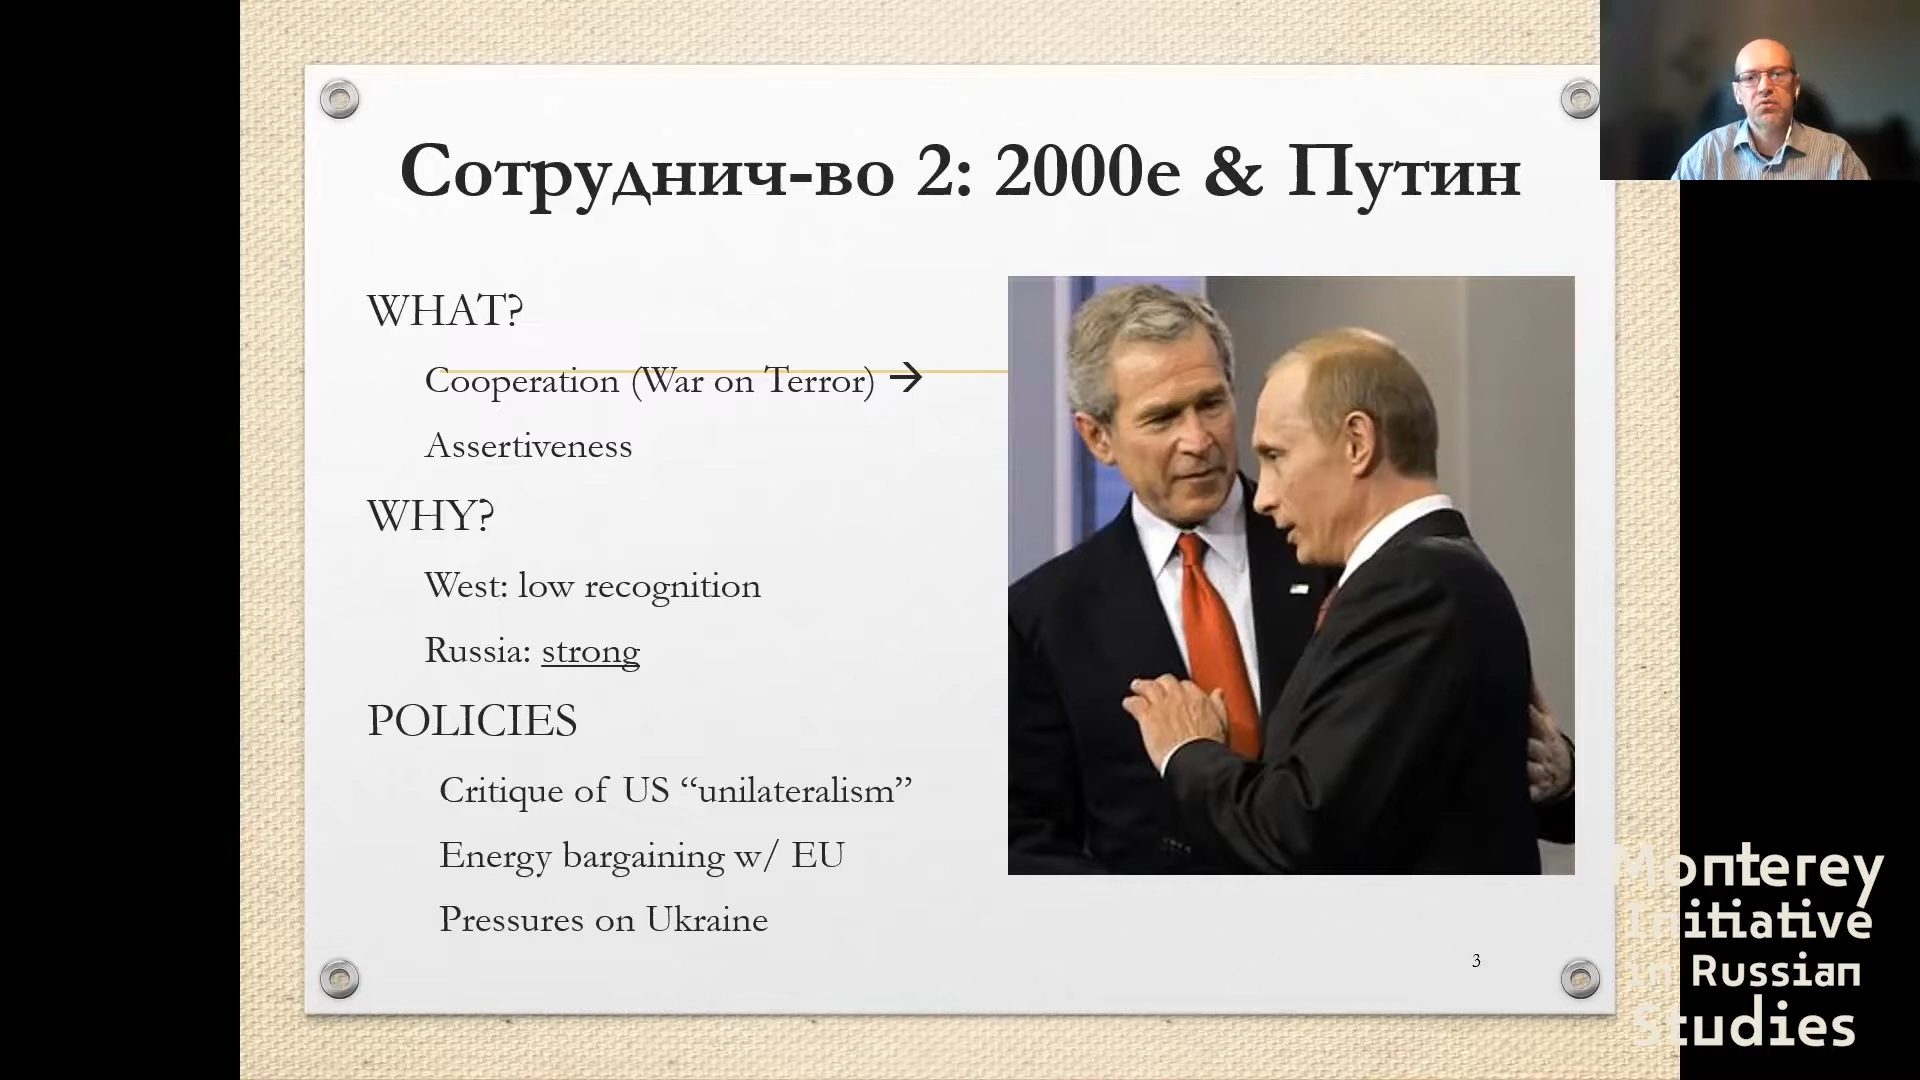 Сотруднич-во 2: 2000е & Путин
WHAT?
Cooperation (War on Terror) →
Assertiveness
WHY?
West: low recognition
Russia: strong
POLICIES
Critique of US “unilateralism”
Energy bargaining w/ EU
Pressures on Ukraine
3
Monterey
Initiative
in Russian
Studies